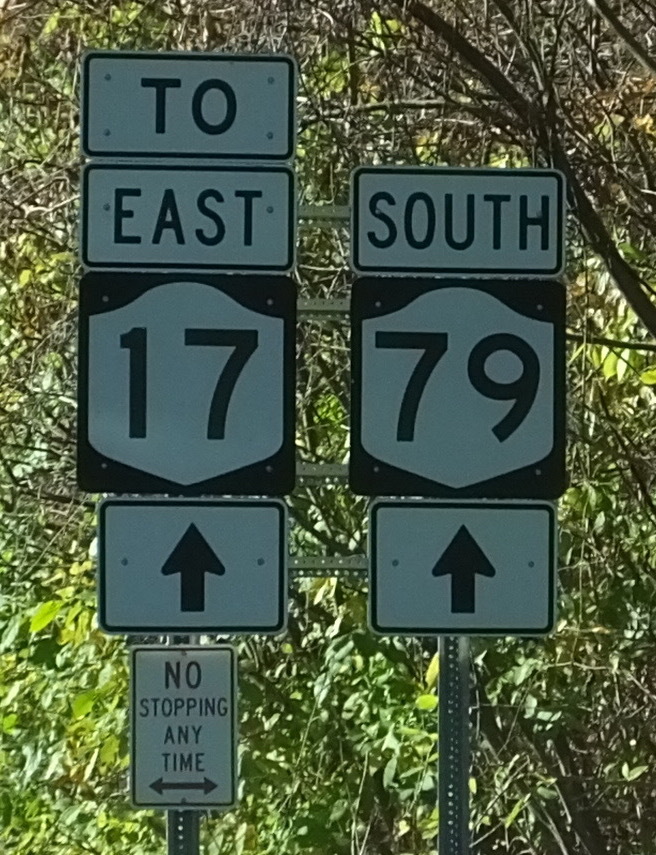 TO
EAST
17
SOUTH
79
NO
STOPPING
ANY
TIME